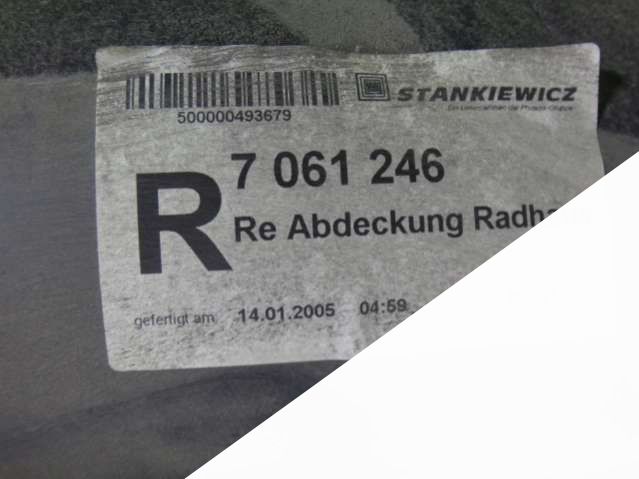 STANKIEWICZ
500000493679
7 061 246
R
Re Abdeckung
gefertigt am: 14.01.2005 04:59